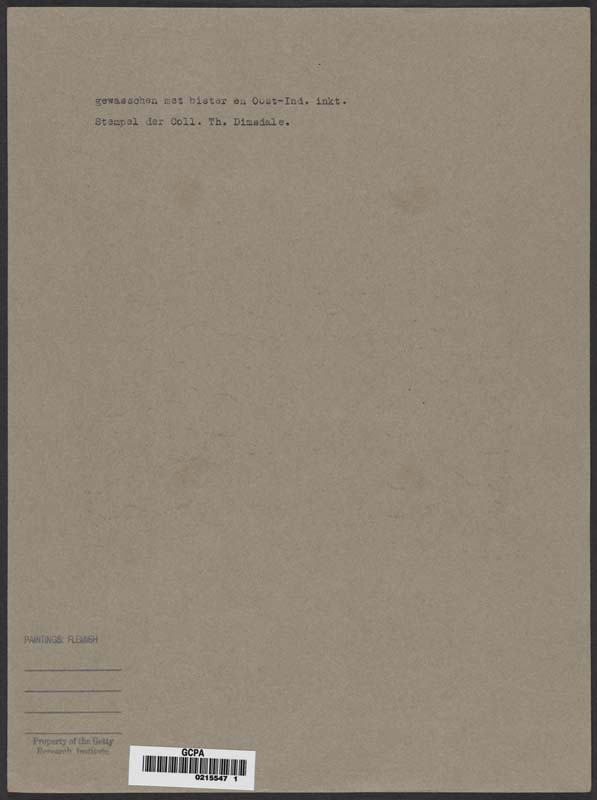 gewasschen met bister en Oost-Ind. inkt.
Stempel der Coll. Th. Dimsdale.
PAINTINGS: FLEMISH
Property of the Getty
Research Institute
GCPA
0215547 1